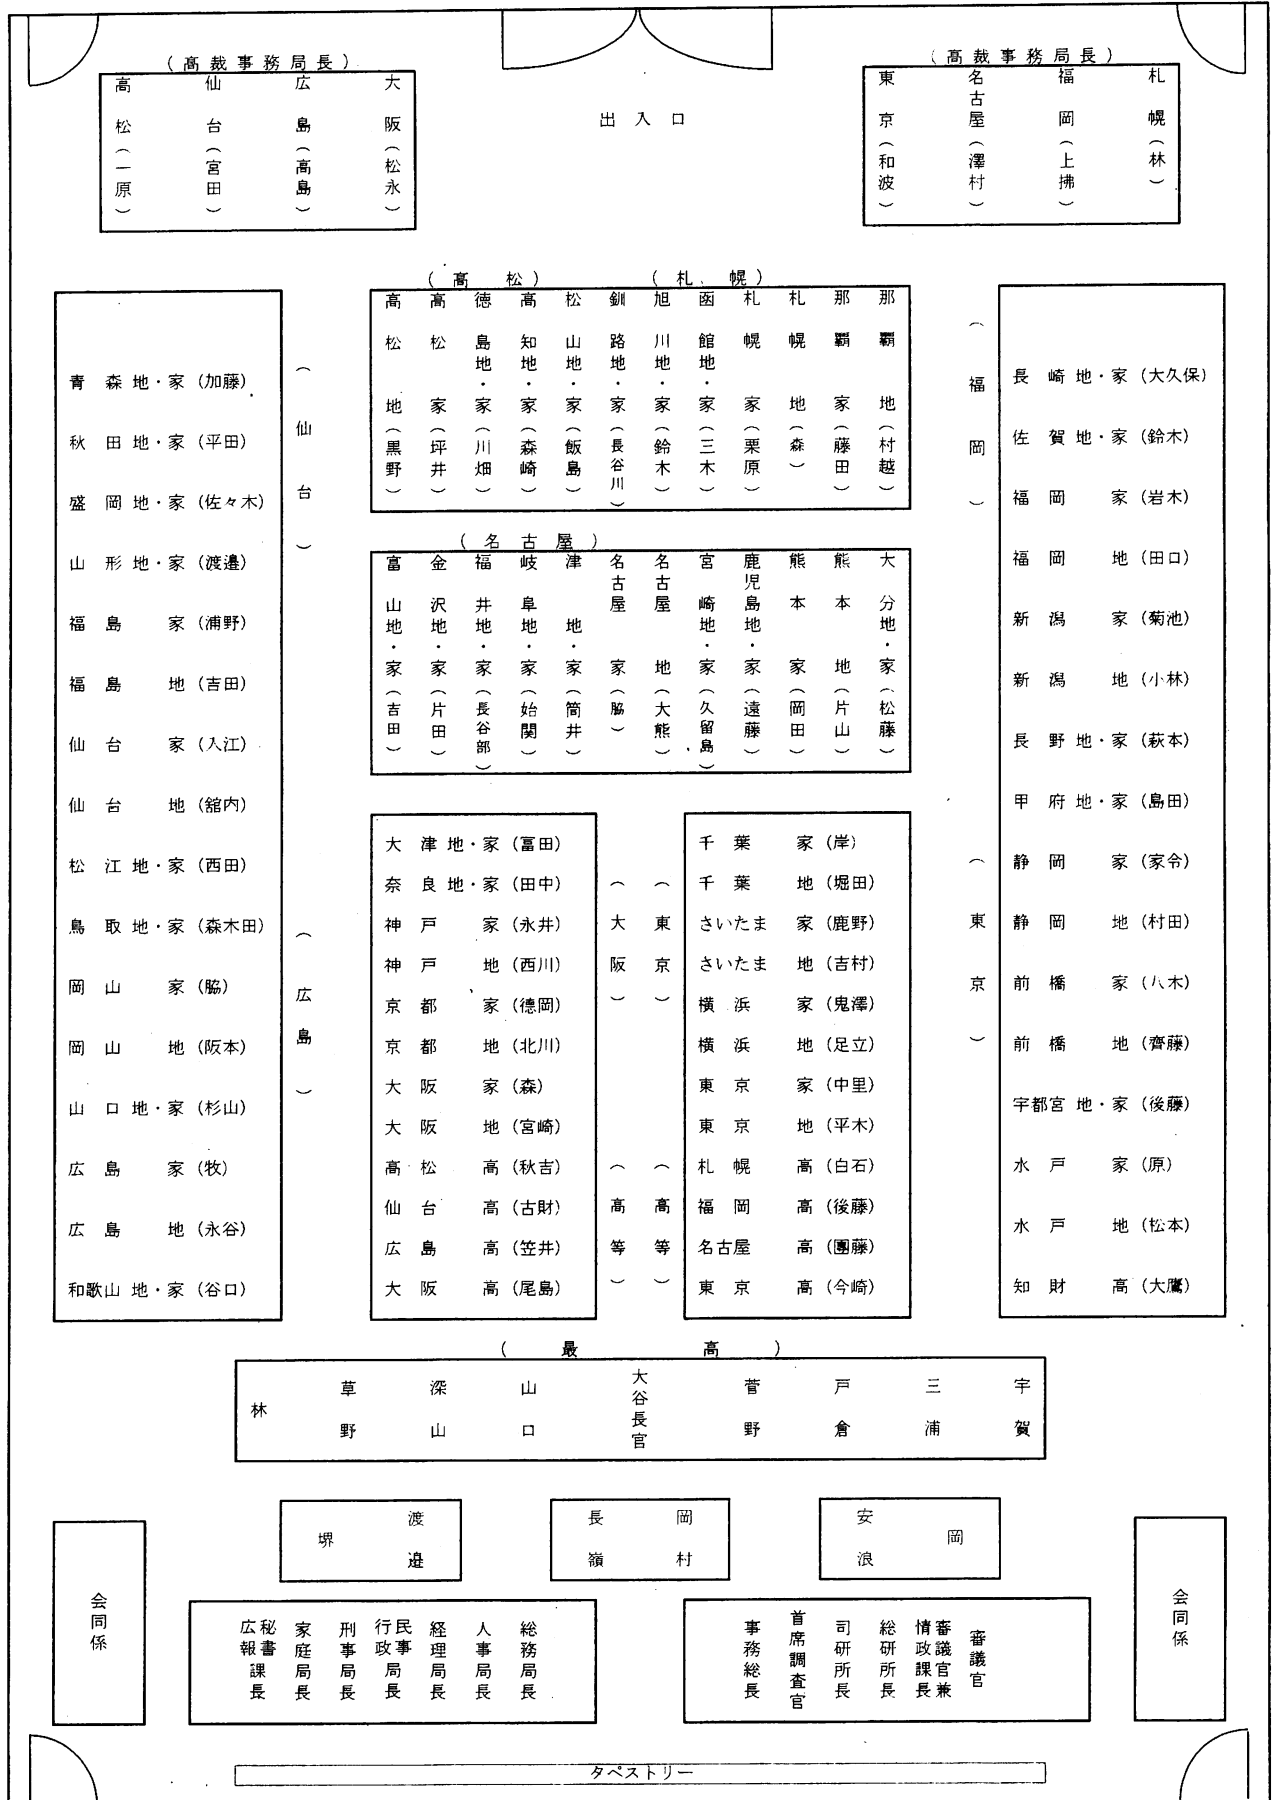 (高裁事務局長)
高松(一原)
仙台(宮田)
広島(高島)
大阪(松永)
出入口
(高裁事務局長)
東京(和波)
名古屋(澤村)
福岡(上拂)
札幌(林)
(高松)
(札幌)
高松地(黒野)
高松家(坪井)
徳島地・家(川畑)
高知地・家(森崎)
松山地・家(飯島)
釧路地・家(長谷川)
旭川地・家(鈴木)
函館地・家(三木)
札幌家(栗原)
札幌地(森)
那覇家(藤田)
那覇地(村越)
(名古屋)
富山地・家(吉田)
金沢地・家(片田)
福井地・家(長谷部)
岐阜地・家(始関)
津地・家(筒井)
名古屋家(脇)
名古屋地(大熊)
宮崎地・家(久留島)
鹿児島地・家(遠藤)
熊本家(岡田)
熊本地(片山)
大分地・家(松藤)
(仙台)
青森地・家(加藤)
秋田地・家(平田)
盛岡地・家(佐々木)
山形地・家(渡邉)
福島家(浦野)
福島地(吉田)
仙台家(入江)
仙台地(舘内)
(広島)
松江地・家(西田)
鳥取地・家(森木田)
岡山家(脇)
岡山地(阪本)
山口地・家(杉山)
広島家(牧)
広島地(永谷)
和歌山地・家(谷口)
(大阪)
大津地・家(冨田)
奈良地・家(田中)
神戸家(永井)
神戸地(西川)
京都家(德岡)
京都地(北川)
大阪家(森)
大阪地(宮崎)
(高等)
高松高(秋吉)
仙台高(古財)
広島高(笠井)
大阪高(尾島)
(東京)
千葉家(岸)
千葉地(堀田)
さいたま家(鹿野)
さいたま地(吉村)
横浜家(鬼澤)
横浜地(足立)
東京家(中里)
東京地(平木)
(高等)
札幌高(白石)
福岡高(後藤)
名古屋高(團藤)
東京高(今崎)
(福岡)
長崎地・家(大久保)
佐賀地・家(鈴木)
福岡家(岩木)
福岡地(田口)
新潟家(菊池)
新潟地(小林)
長野地・家(萩本)
甲府地・家(島田)
(東京)
静岡家(家令)
静岡地(村田)
前橋家(八木)
前橋地(齊藤)
宇都宮地・家(後藤)
水戸家(原)
水戸地(松本)
知財高(大鷹)
(最高)
林
草野
深山
山口
大谷長官
菅野
戸倉
三浦
宇賀
堺
渡邉
長嶺
岡村
安浪
岡
会同係
広報課長
秘書
家庭局長
刑事局長
行政局長
民事
経理局長
人事局長
総務局長
事務総長
首席調査官
司研所長
総研所長
情政課長
審議官兼
審議官
会同係
タペストリー